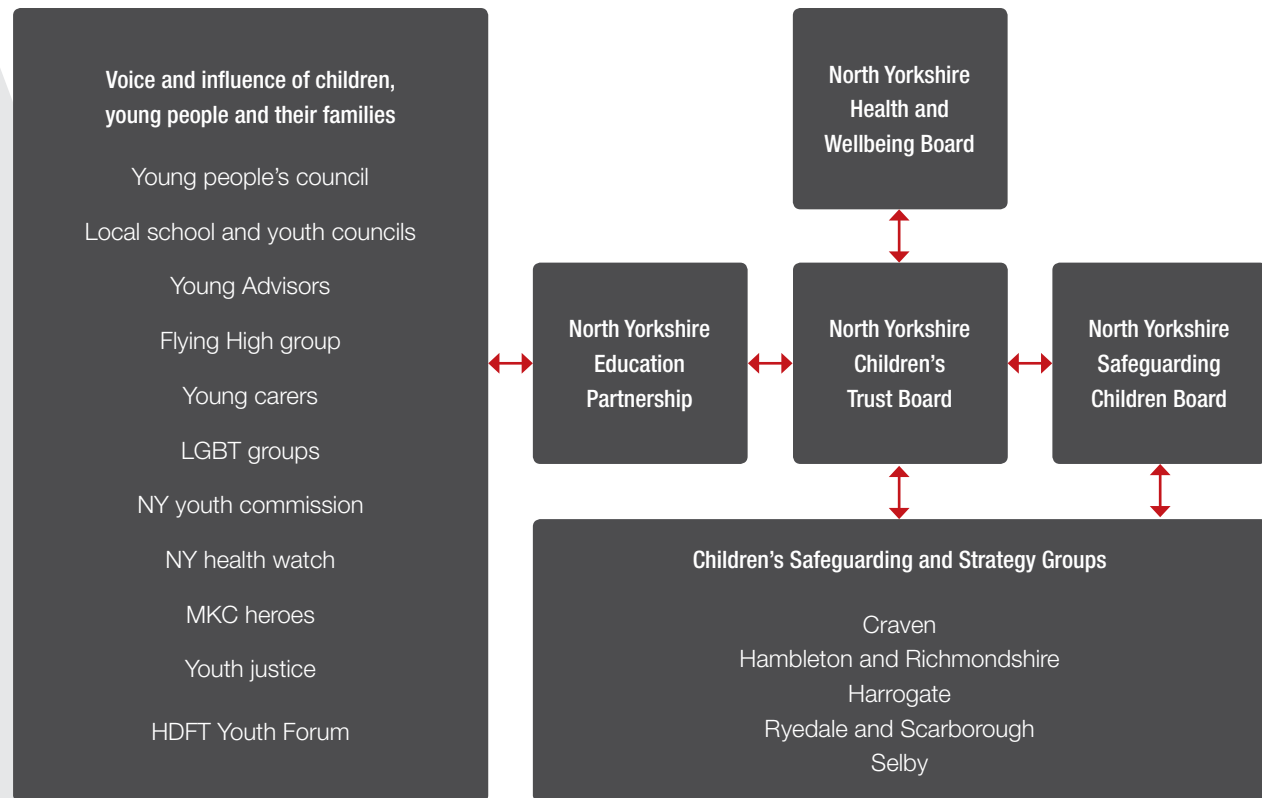 Voice and influence of children,
young people and their families
Young people’s council
Local school and youth councils
Young Advisors
Flying High group
Young carers
LGBT groups
NY youth commission
NY health watch
MKC heroes
Youth justice
HDFT Youth Forum
North Yorkshire
Health and
Wellbeing Board
North Yorkshire
Education
Partnership
North Yorkshire
Children’s
Trust Board
North Yorkshire
Safeguarding
Children Board
Children’s Safeguarding and Strategy Groups
Craven
Hambleton and Richmondshire
Harrogate
Ryedale and Scarborough
Selby